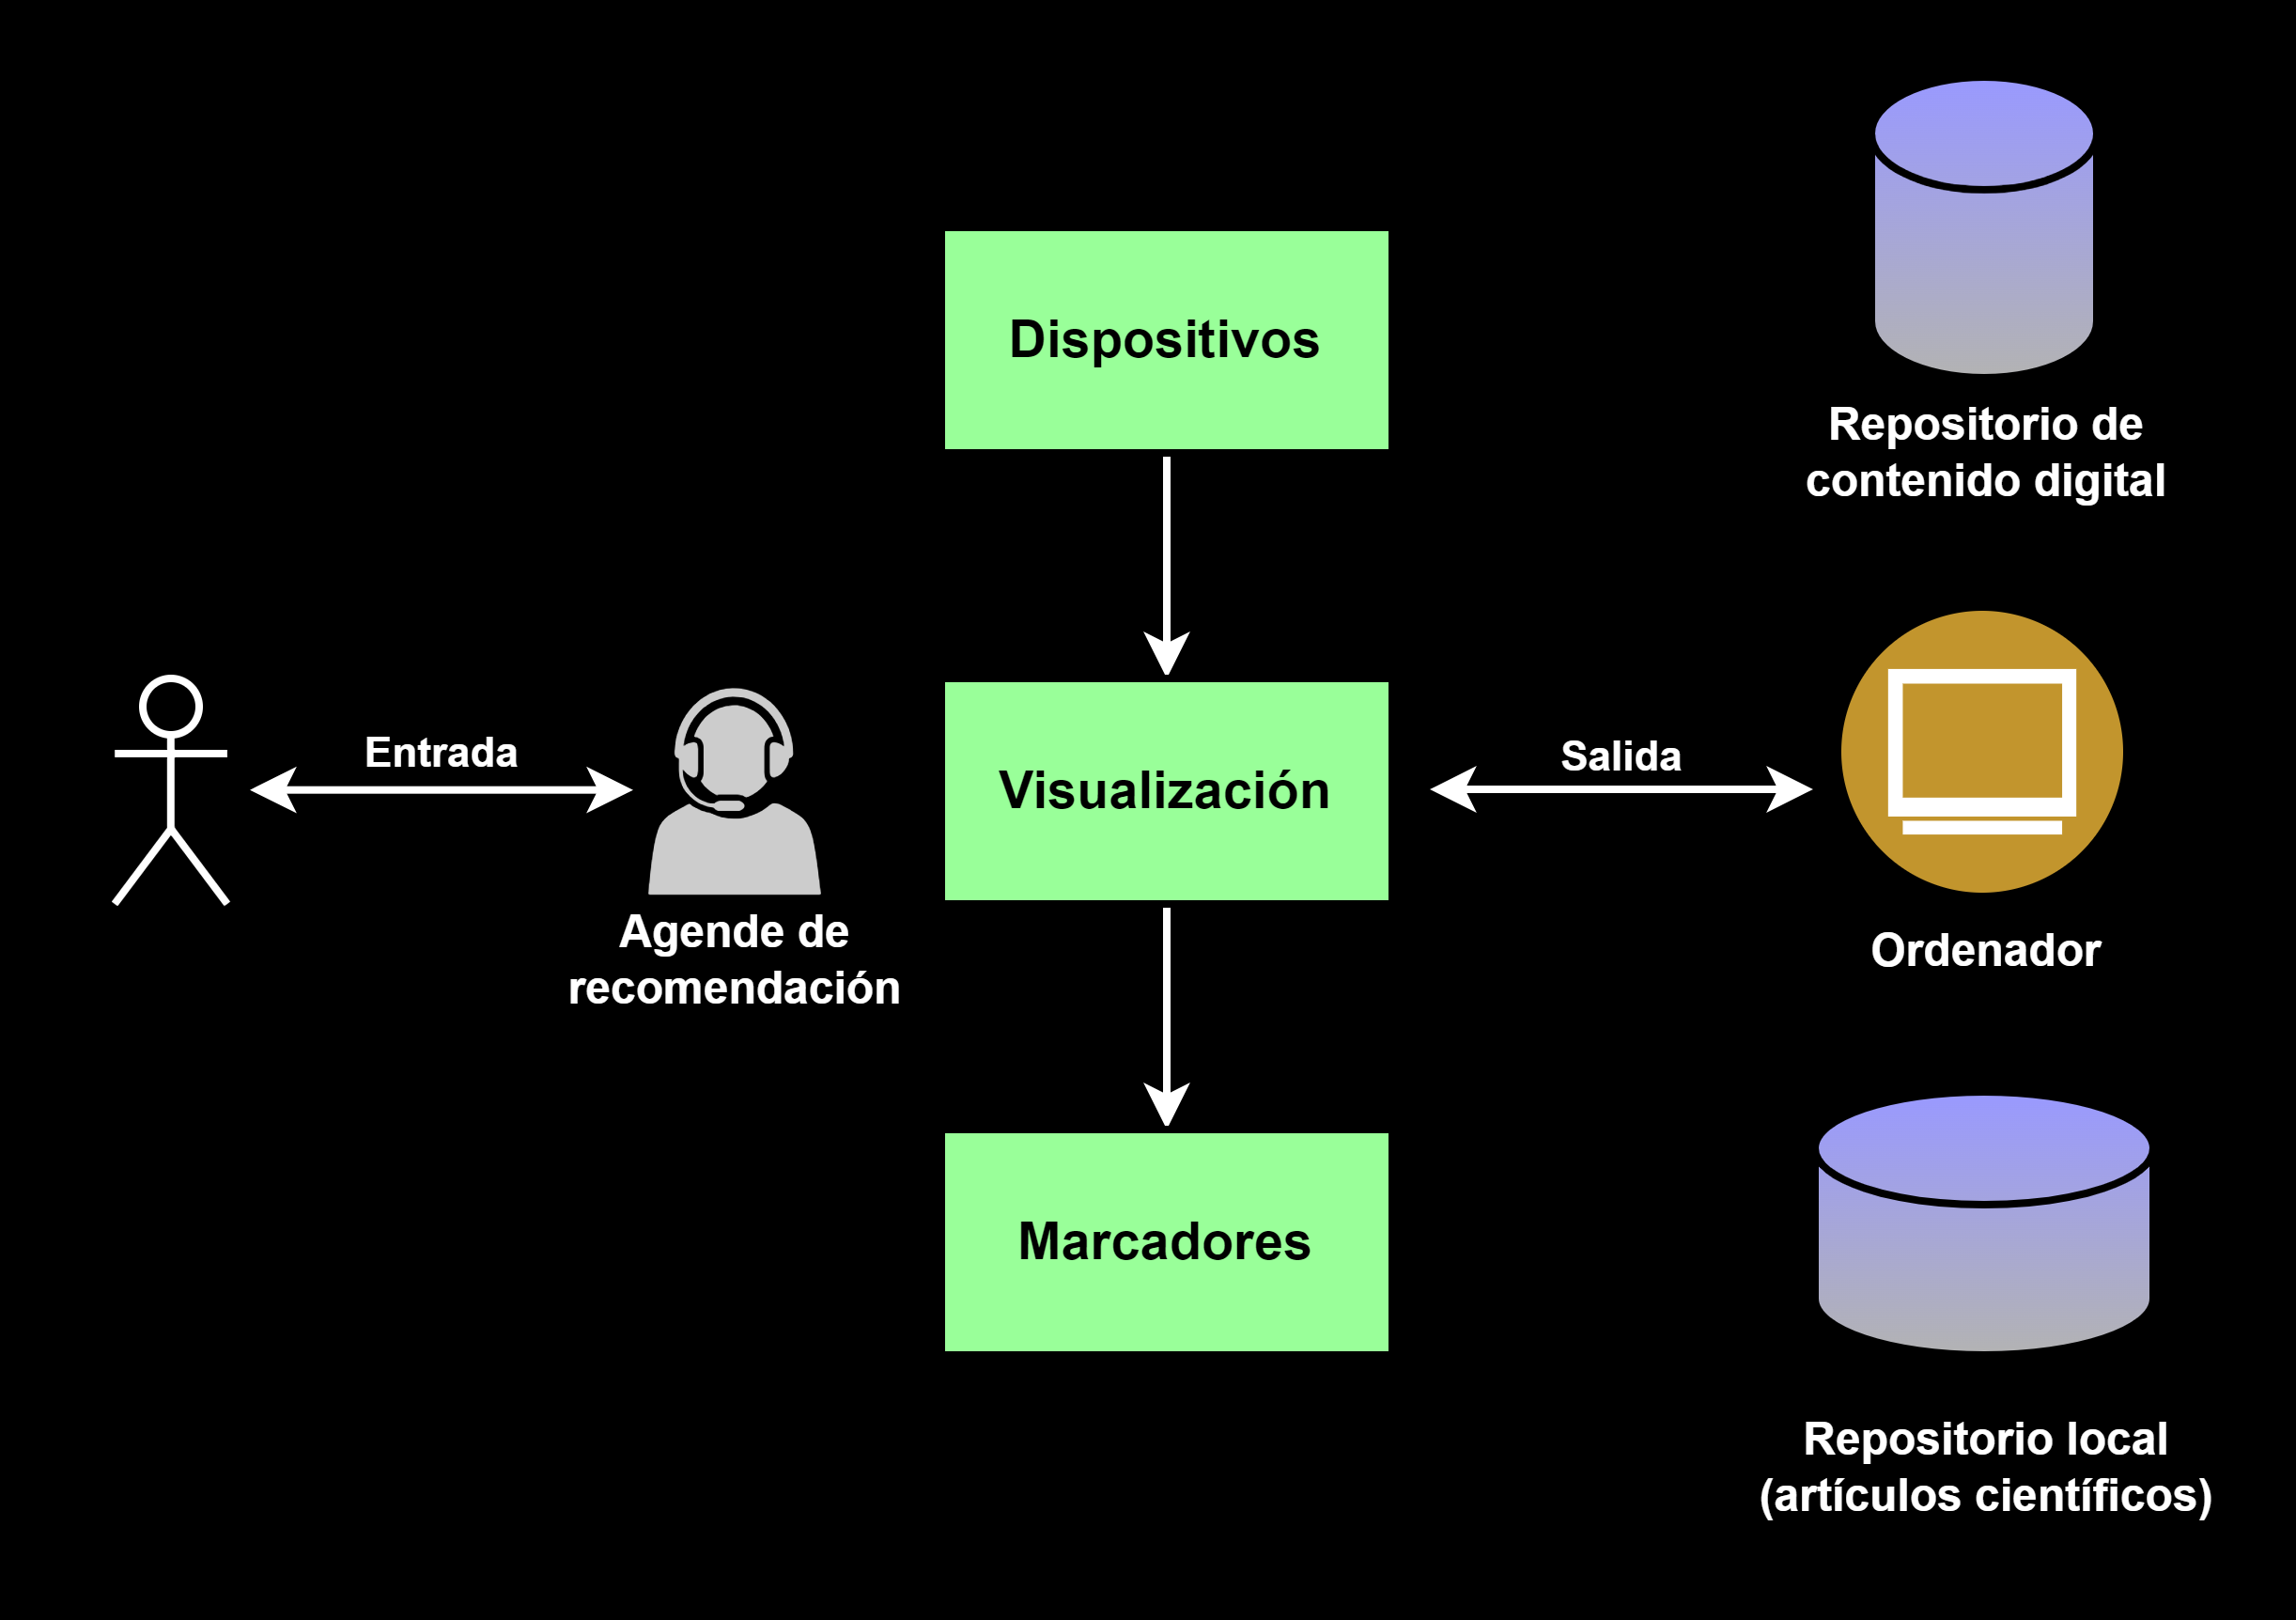 Dispositivos
Repositorio de
contenido digital
Entrada
Agende de
recomendación
Visualización
Salida
Ordenador
Marcadores
Repositorio local
(artículos científicos)